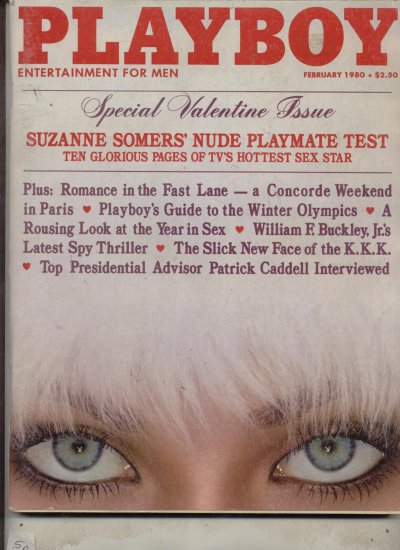 PLAYBOY
ENTERTAINMENT FOR MEN
FEBRUARY 1980 • $2.50
Special Valentine Issue
SUZANNE SOMERS' NUDE PLAYMATE TEST
TEN GLORIOUS PAGES OF TV'S HOTTEST SEX STAR
Plus: Romance in the Fast Lane — a Concorde Weekend
in Paris ♥ Playboy's Guide to the Winter Olympics ♥ A
Rousing Look at the Year in Sex ♥ William F. Buckley, Jr.'s
Latest Spy Thriller ♥ The Slick New Face of the K.K.K.
♥ Top Presidential Advisor Patrick Caddell Interviewed